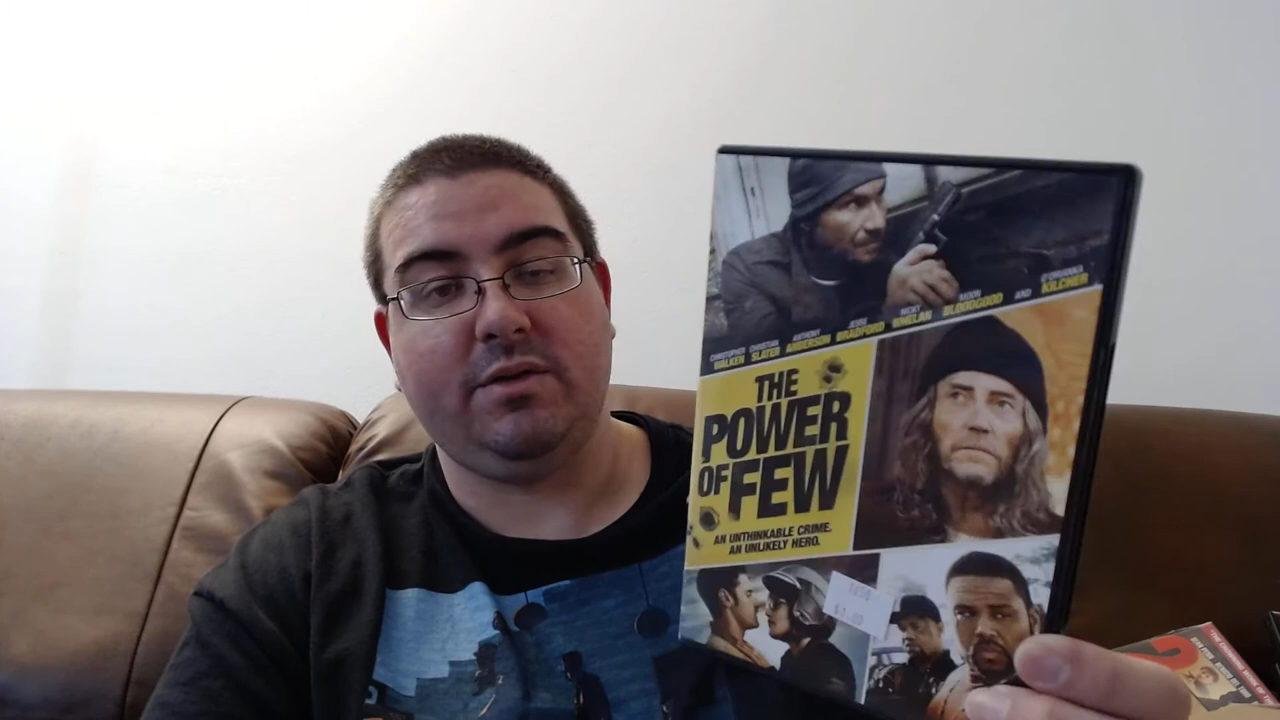 CHRISTOPHER WALKEN CHRISTIAN SLATER ANTHONY ANDERSON JESSE BRADFORD NICKY WHELAN MOON BLOODGOOD AND Q'ORIANKA KILCHER
THE
POWER
OF FEW
AN UNTHINKABLE CRIME.
AN UNLIKELY HERO.